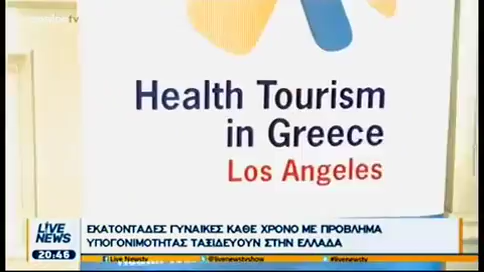 Health Tourism
in Greece
Los Angeles
LIVE
NEWS
20:46
ΕΚΑΤΟΝΤΑΔΕΣ ΓΥΝΑΙΚΕΣ ΚΑΘΕ ΧΡΟΝΟ ΜΕ ΠΡΟΒΛΗΜΑ
ΥΠΟΓΟΝΙΜΟΤΗΤΑΣ ΤΑΞΙΔΕΥΟΥΝ ΣΤΗΝ ΕΛΛΑΔΑ
Live Newstv
@livenewstvshow
#livenewstv